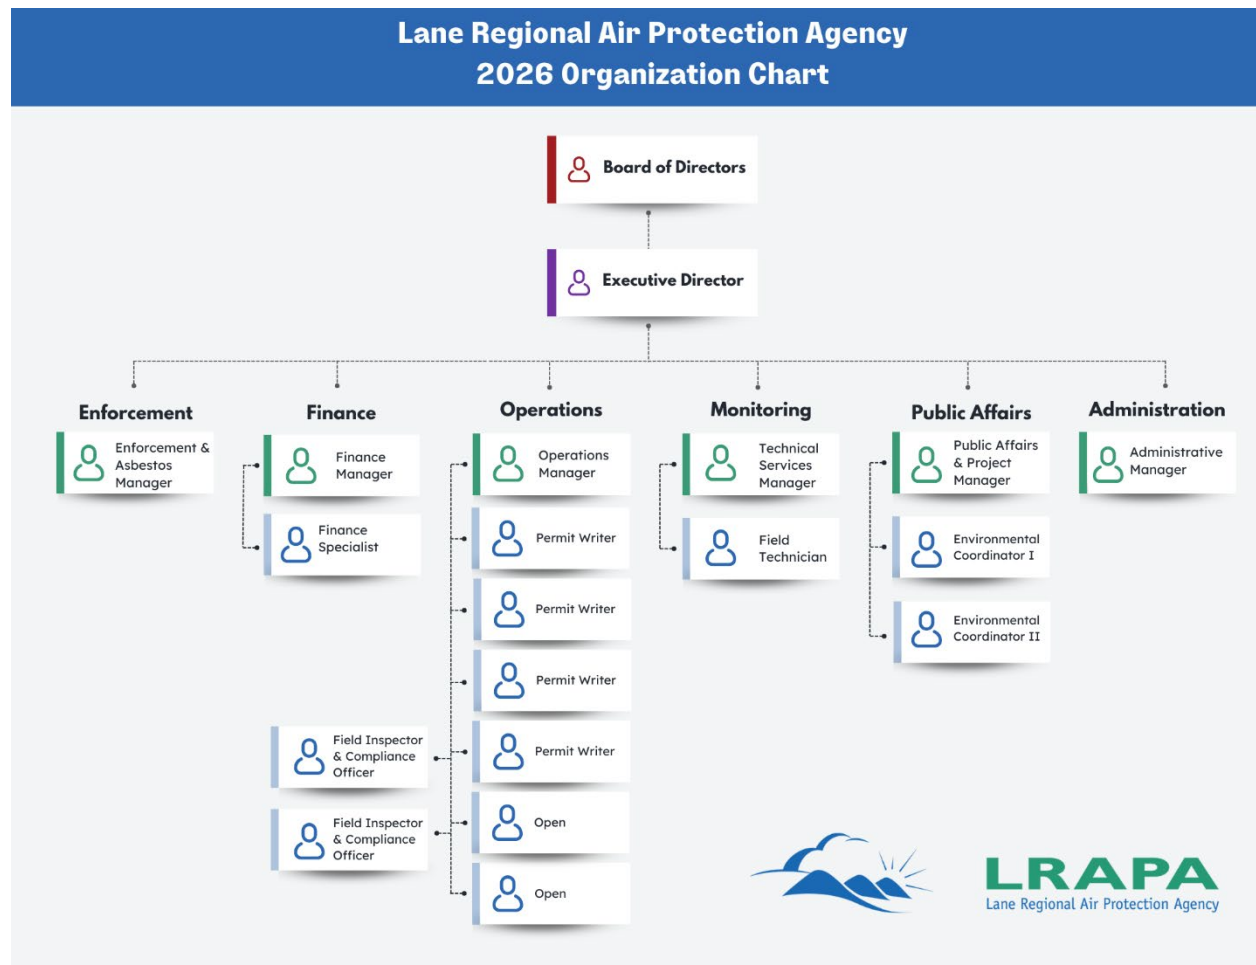 Lane Regional Air Protection Agency
2026 Organization Chart
Board of Directors
Executive Director
Enforcement
Enforcement &
Asbestos
Manager
Finance
Finance
Manager
Finance
Specialist
Operations
Operations
Manager
Permit Writer
Permit Writer
Permit Writer
Permit Writer
Open
Open
Field Inspector
& Compliance
Officer
Field Inspector
& Compliance
Officer
Monitoring
Technical
Services
Manager
Field
Technician
Public Affairs
Public Affairs
& Project
Manager
Environmental
Coordinator I
Environmental
Coordinator II
Administration
Administrative
Manager
LRAPA
Lane Regional Air Protection Agency